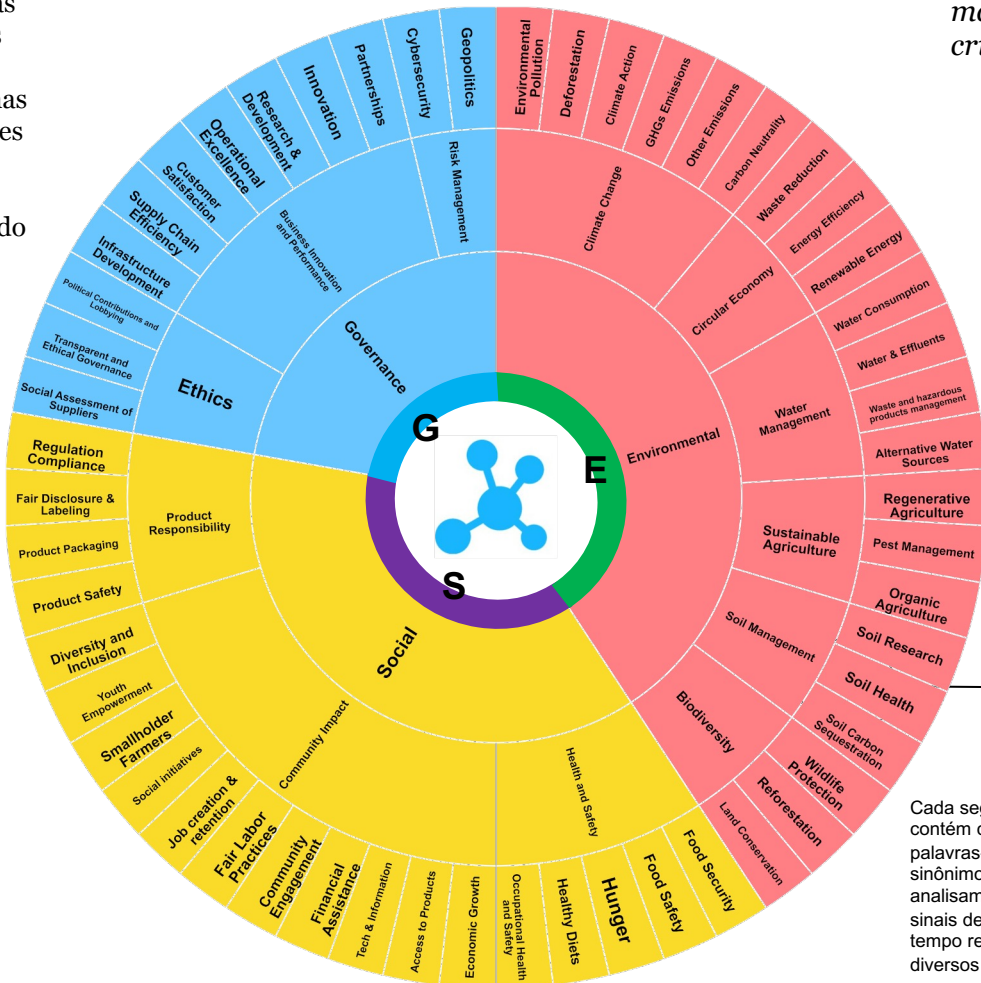 do
Cada
contém
palavras
sinônimo
analisam
sinais de
tempo
diversos
G
E
S
Governance
Environmental
Social
Risk Management
Business Innovation
and Performance
Ethics
Climate Change
Circular Economy
Water
Management
Sustainable
Agriculture
Soil Management
Biodiversity
Health and Safety
Community Impact
Product
Responsibility
Environmental
Pollution
Deforestation
Climate Action
GHGs Emissions
Other Emissions
Carbon Neutrality
Waste Reduction
Energy Efficiency
Renewable Energy
Water Consumption
Water & Effluents
Waste and hazardous
products management
Alternative Water
Sources
Regenerative
Agriculture
Pest Management
Organic
Agriculture
Soil Research
Soil Health
Soil Carbon
Sequestration
Wildlife
Protection
Reforestation
Land Conservation
Food Security
Food Safety
Hunger
Healthy Diets
Occupational Health
and Safety
Economic Growth
Access to Products
Tech & Information
Financial
Assistance
Community
Engagement
Fair Labor
Practices
Job creation &
retention
Social initiatives
Smallholder
Farmers
Youth
Empowerment
Diversity and
Inclusion
Product Safety
Product Packaging
Fair Disclosure &
Labeling
Regulation
Compliance
Social Assessment of
Suppliers
Transparent and
Ethical Governance
Political Contributions and
Lobbying
Infrastructure
Development
Supply Chain
Efficiency
Customer
Satisfaction
Operational
Excellence
Research &
Development
Innovation
Partnerships
Cybersecurity
Geopolitics